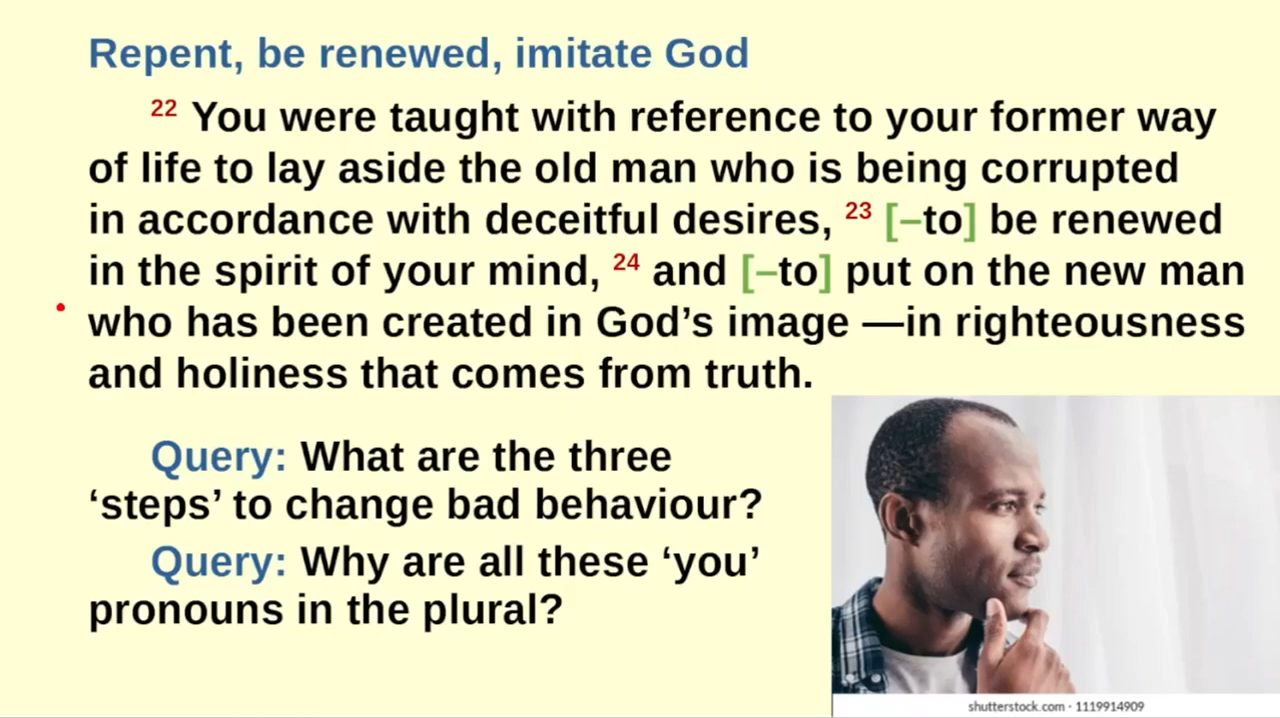 Repent, be renewed, imitate God
22 You were taught with reference to your former way
of life to lay aside the old man who is being corrupted
in accordance with deceitful desires, 23 [–to] be renewed
in the spirit of your mind, 24 and [–to] put on the new man
who has been created in God’s image —in righteousness
and holiness that comes from truth.
Query: What are the three
‘steps’ to change bad behaviour?
Query: Why are all these ‘you’
pronouns in the plural?
shutterstock.com · 1119914909